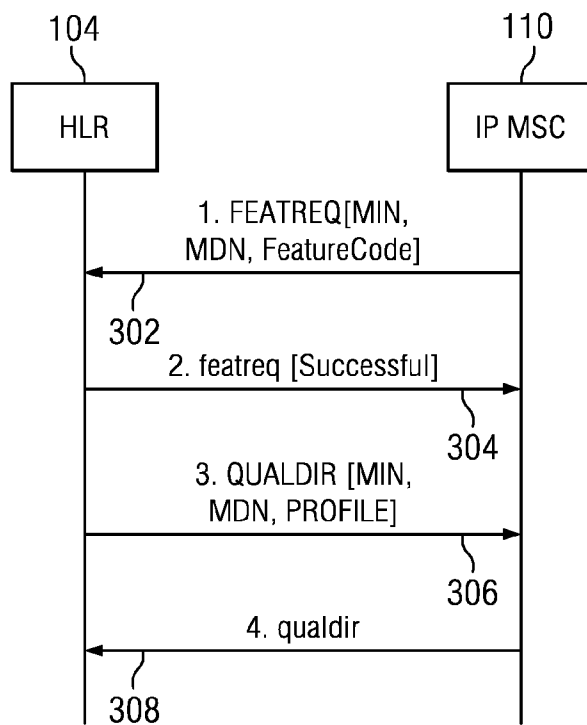 104
110
HLR
IP MSC
1. FEATREQ[MIN,
MDN, FeatureCode]
302
2. featreq [Successful]
304
3. QUALDIR [MIN,
MDN, PROFILE]
306
4. qualdir
308